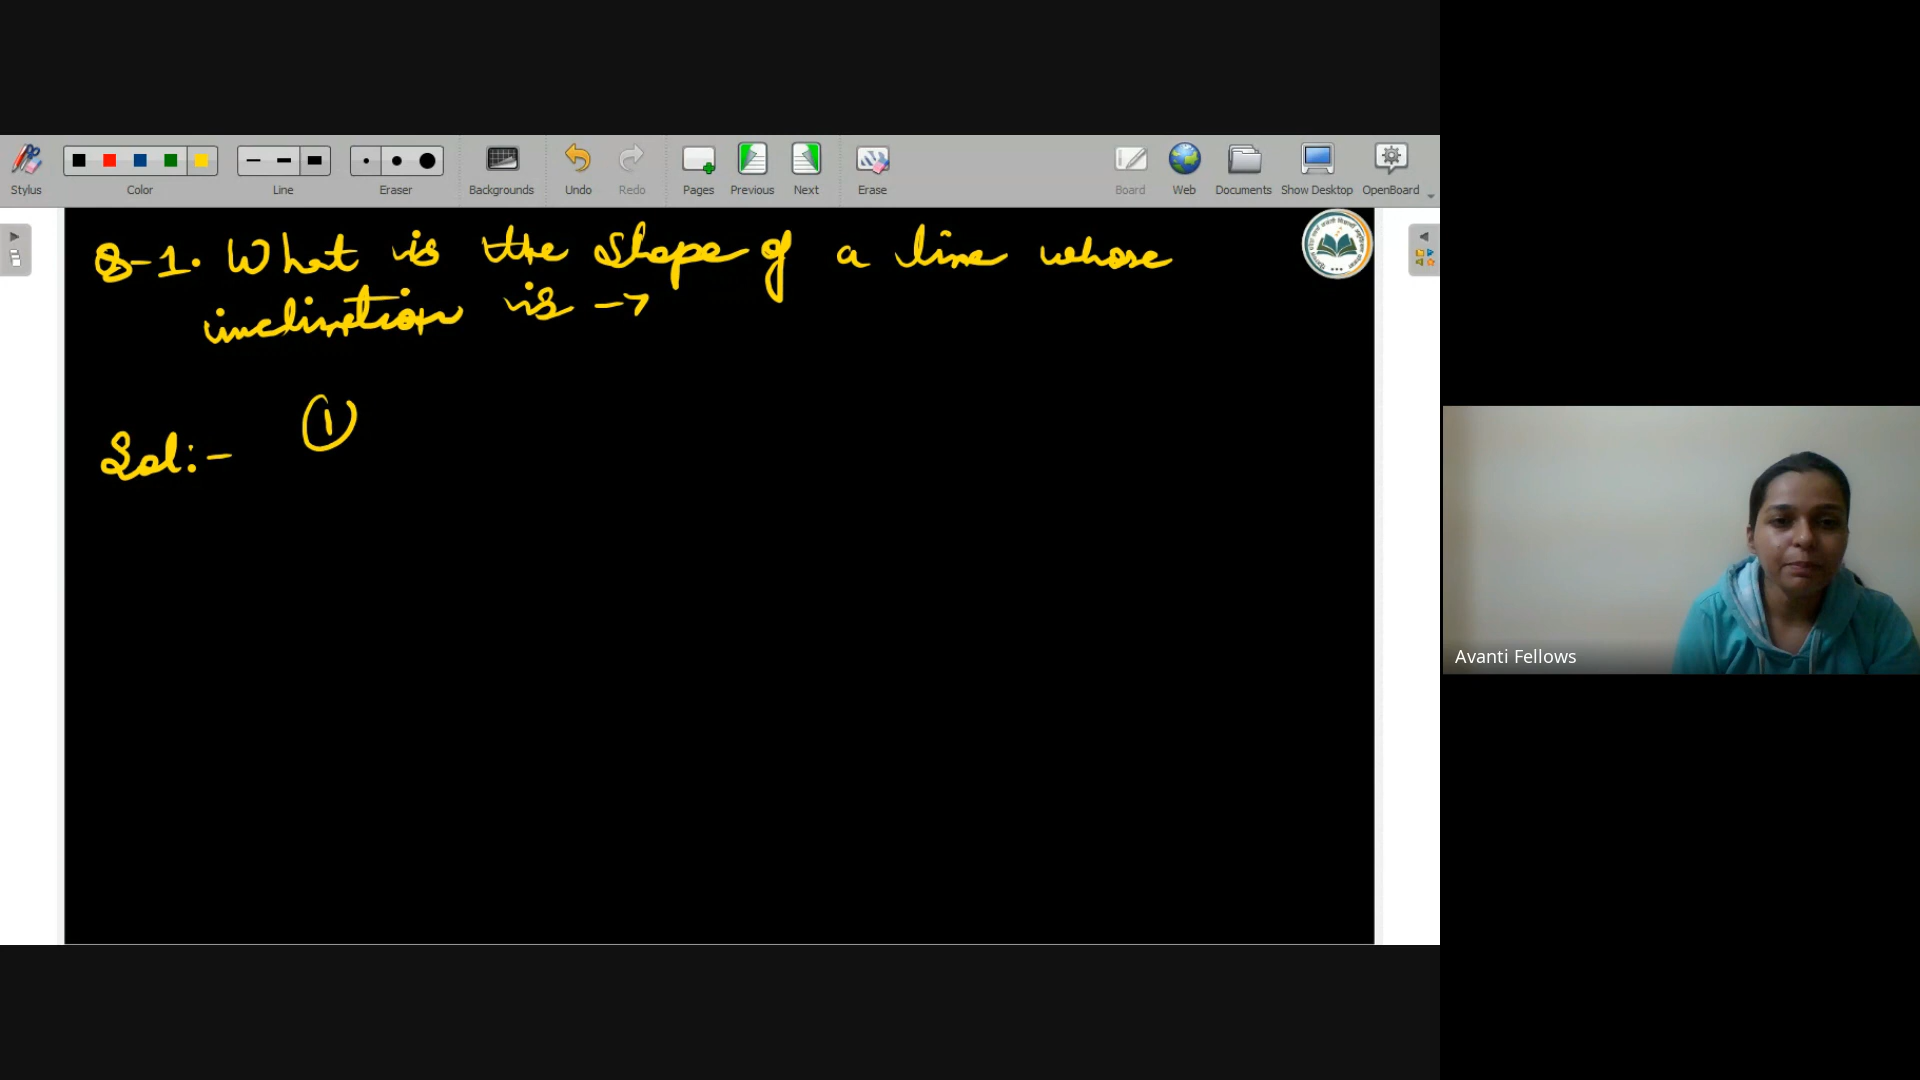 Stylus Color Line Eraser Backgrounds Undo Redo Pages Previous Next Erase Board Web Documents Show Desktop OpenBoard
Q-1. What is the slope of a line whose
inclination is →
Sol:- ①
Avanti Fellows